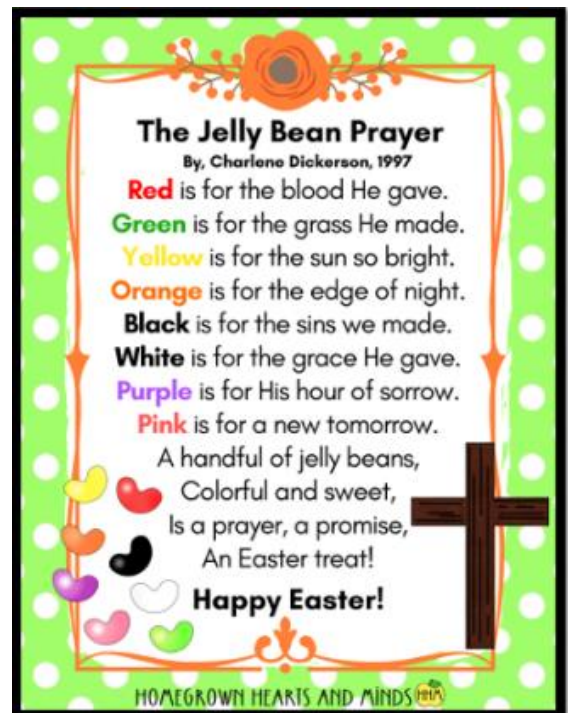 The Jelly Bean Prayer
By, Charlene Dickerson, 1997
Red is for the blood He gave.
Green is for the grass He made.
Yellow is for the sun so bright.
Orange is for the edge of night.
Black is for the sins we made.
White is for the grace He gave.
Purple is for His hour of sorrow.
Pink is for a new tomorrow.
A handful of jelly beans,
Colorful and sweet,
Is a prayer, a promise,
An Easter treat!
Happy Easter!
HOMEGROWN HEARTS AND MINDS HHM